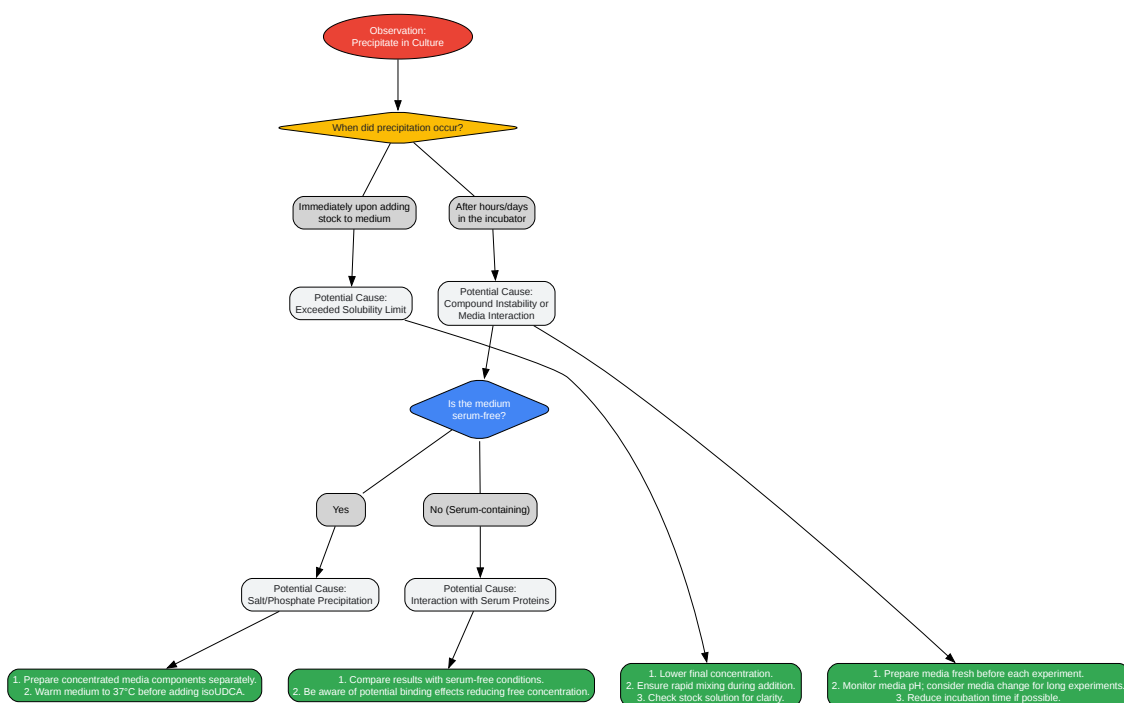 Observation:
Precipitate in Culture
When did precipitation occur?
Immediately upon adding
stock to medium
After hours/days
in the incubator
Potential Cause:
Exceeded Solubility Limit
Potential Cause:
Compound Instability or
Media Interaction
Is the medium
serum-free?
Yes
No (Serum-containing)
Potential Cause:
Salt/Phosphate Precipitation
Potential Cause:
Interaction with Serum Proteins
1. Prepare concentrated media components separately.
2. Warm medium to 37°C before adding isoUDCA.
1. Compare results with serum-free conditions.
2. Be aware of potential binding effects reducing free concentration.
1. Lower final concentration.
2. Ensure rapid mixing during addition.
3. Check stock solution for clarity.
1. Prepare media fresh before each experiment.
2. Monitor media pH; consider media change for long experiments.
3. Reduce incubation time if possible.